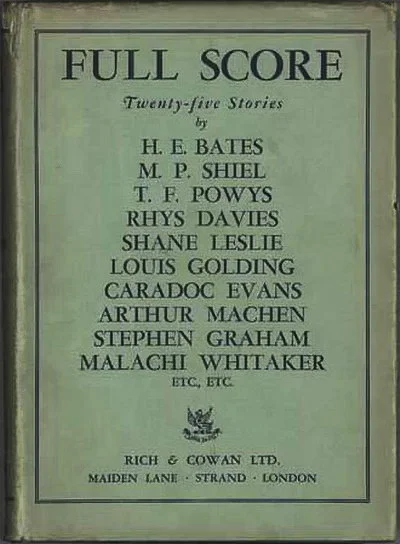 FULL SCORE
Twenty-five Stories
by
H. E. BATES
M. P. SHIEL
T. F. POWYS
RHYS DAVIES
SHANE LESLIE
LOUIS GOLDING
CARADOC EVANS
ARTHUR MACHEN
STEPHEN GRAHAM
MALACHI WHITAKER
ETC., ETC.
RICH & COWAN LTD.
MAIDEN LANE · STRAND · LONDON